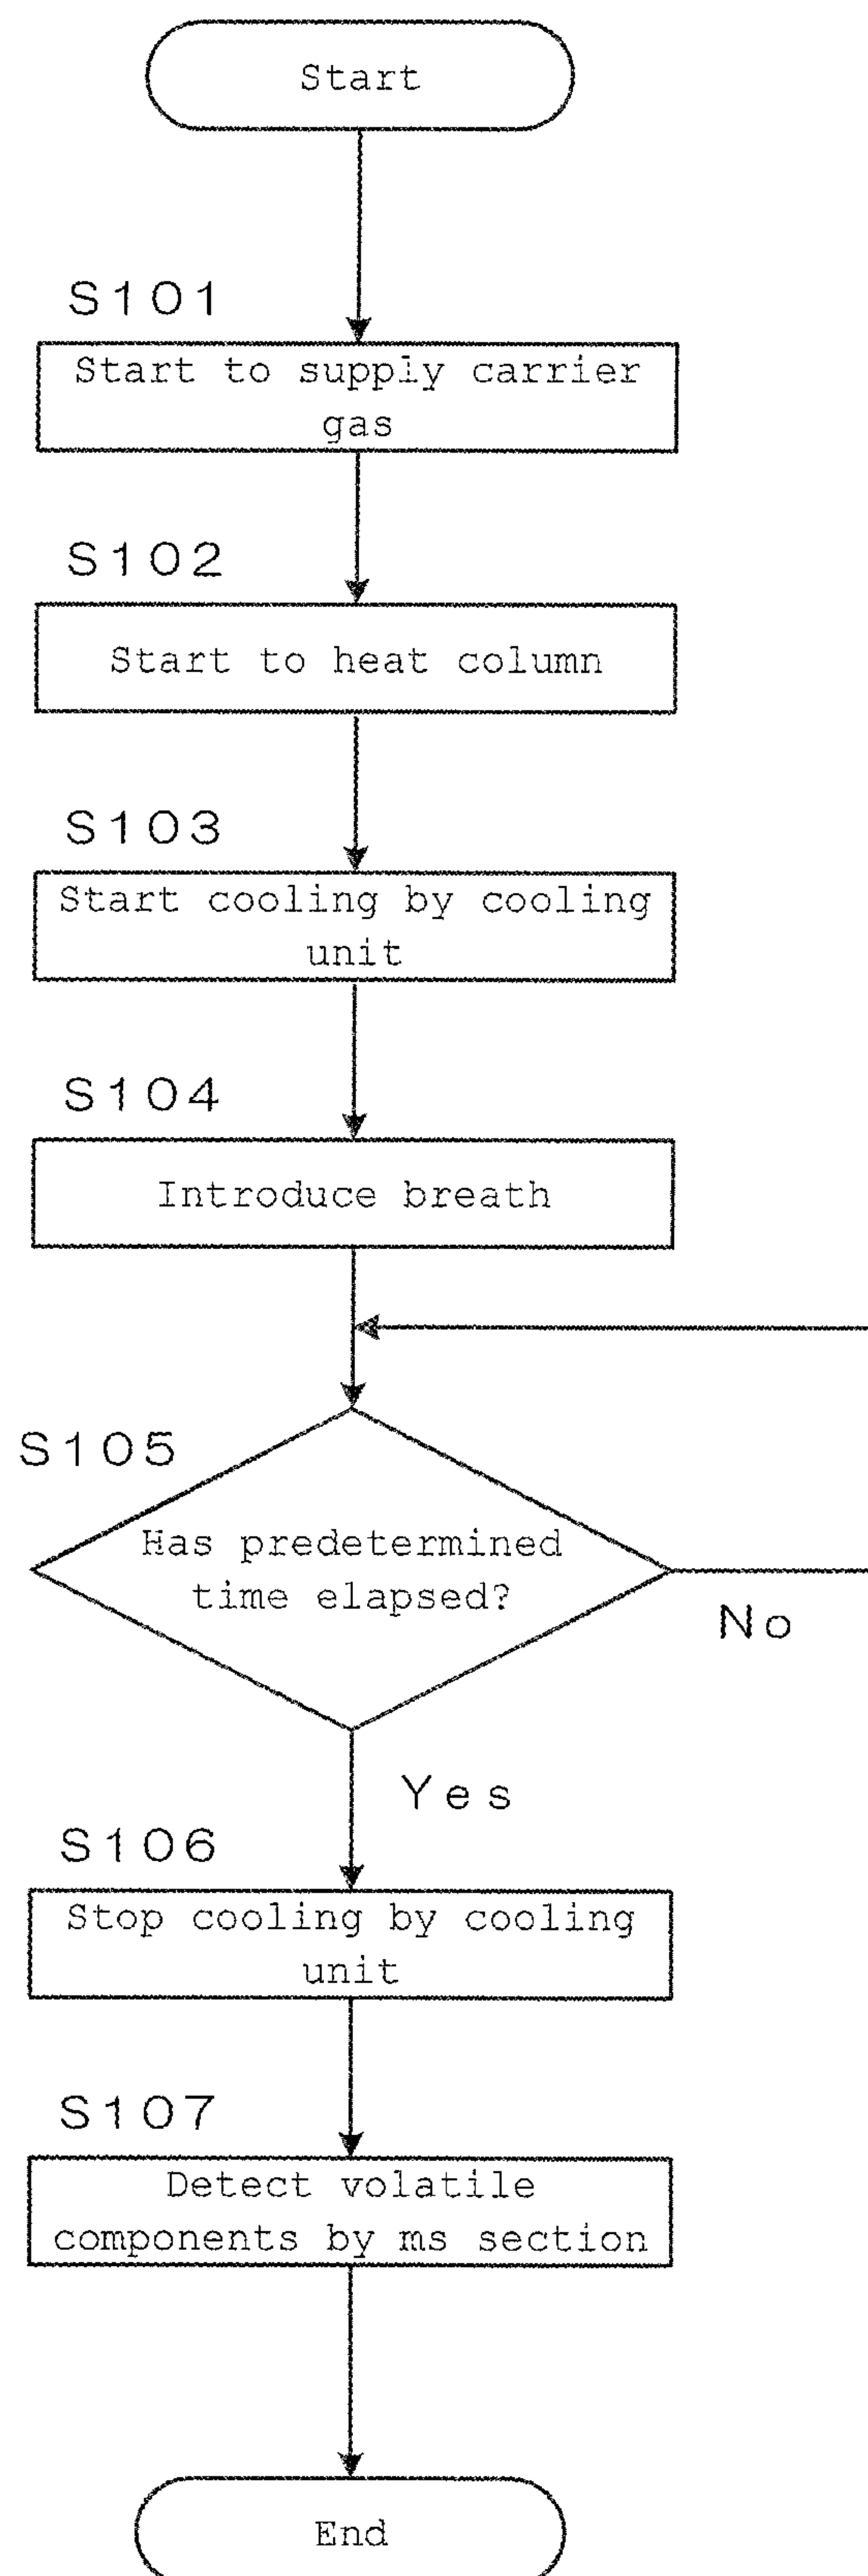 Start
S101
Start to supply carrier
gas
S102
Start to heat column
S103
Start cooling by cooling
unit
S104
Introduce breath
S105
Has predetermined
time elapsed?
No
Yes
S106
Stop cooling by cooling
unit
S107
Detect volatile
components by ms section
End